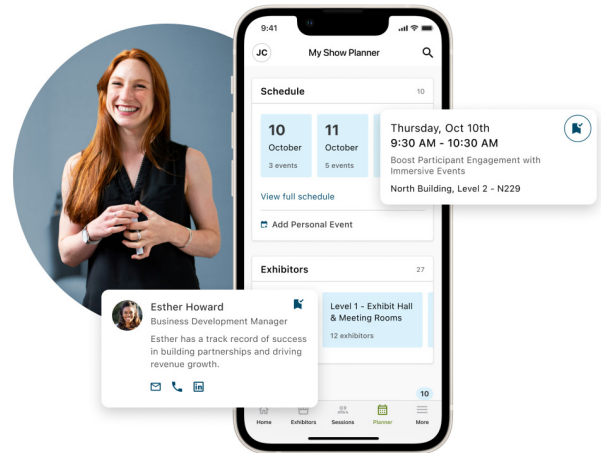 9:41
JC
My Show Planner
Schedule
10
10
October
3 events
11
October
5 events
View full schedule
Add Personal Event
Exhibitors
27
Level 1 - Exhibit Hall
& Meeting Rooms
12 exhibitors
10
Home
Exhibitors
Sessions
Planner
More
Thursday, Oct 10th
9:30 AM - 10:30 AM
Boost Participant Engagement with
Immersive Events
North Building, Level 2 - N229
Esther Howard
Business Development Manager
Esther has a track record of success
in building partnerships and driving
revenue growth.
in